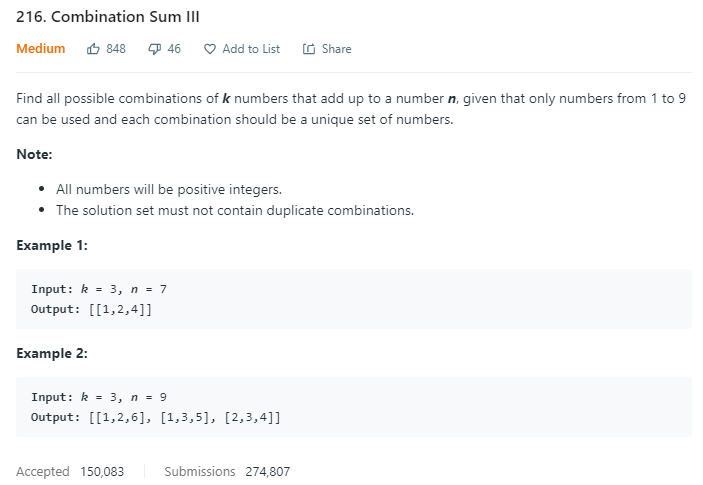 216. Combination Sum III
Medium 848 46 Add to List Share
Find all possible combinations of k numbers that add up to a number n, given that only numbers from 1 to 9
can be used and each combination should be a unique set of numbers.
Note:
• All numbers will be positive integers.
• The solution set must not contain duplicate combinations.
Example 1:
Input: k = 3, n = 7
Output: [[1,2,4]]
Example 2:
Input: k = 3, n = 9
Output: [[1,2,6], [1,3,5], [2,3,4]]
Accepted 150,083 Submissions 274,807